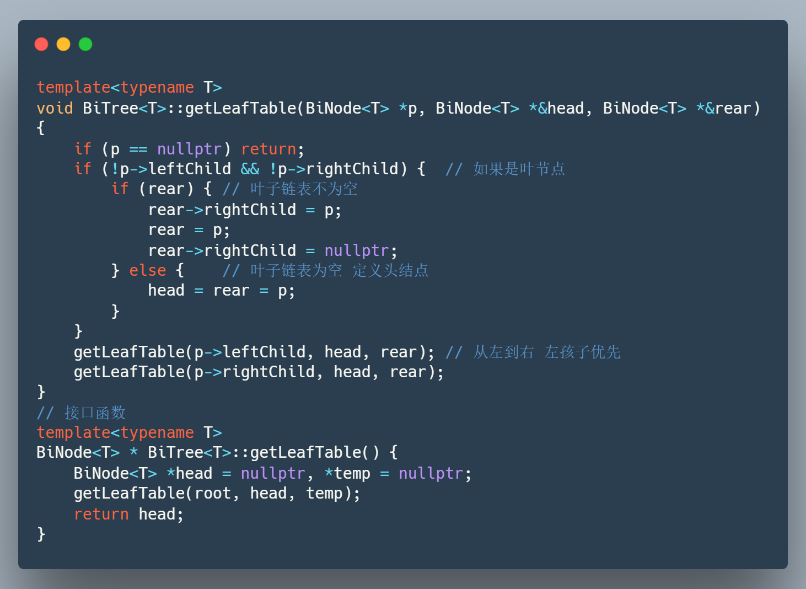 template<typename T>
void BiTree<T>::getLeafTable(BiNode<T> *p, BiNode<T> *&head, BiNode<T> *&rear)
{
    if (p == nullptr) return;
    if (!p->leftChild && !p->rightChild) {  // 如果是叶节点
        if (rear) { // 叶子链表不为空
            rear->rightChild = p;
            rear = p;
            rear->rightChild = nullptr;
        } else {    // 叶子链表为空 定义头结点
            head = rear = p;
        }
    }
    getLeafTable(p->leftChild, head, rear); // 从左到右 左孩子优先
    getLeafTable(p->rightChild, head, rear);
}
// 接口函数
template<typename T>
BiNode<T> * BiTree<T>::getLeafTable() {
    BiNode<T> *head = nullptr, *temp = nullptr;
    getLeafTable(root, head, temp);
    return head;
}